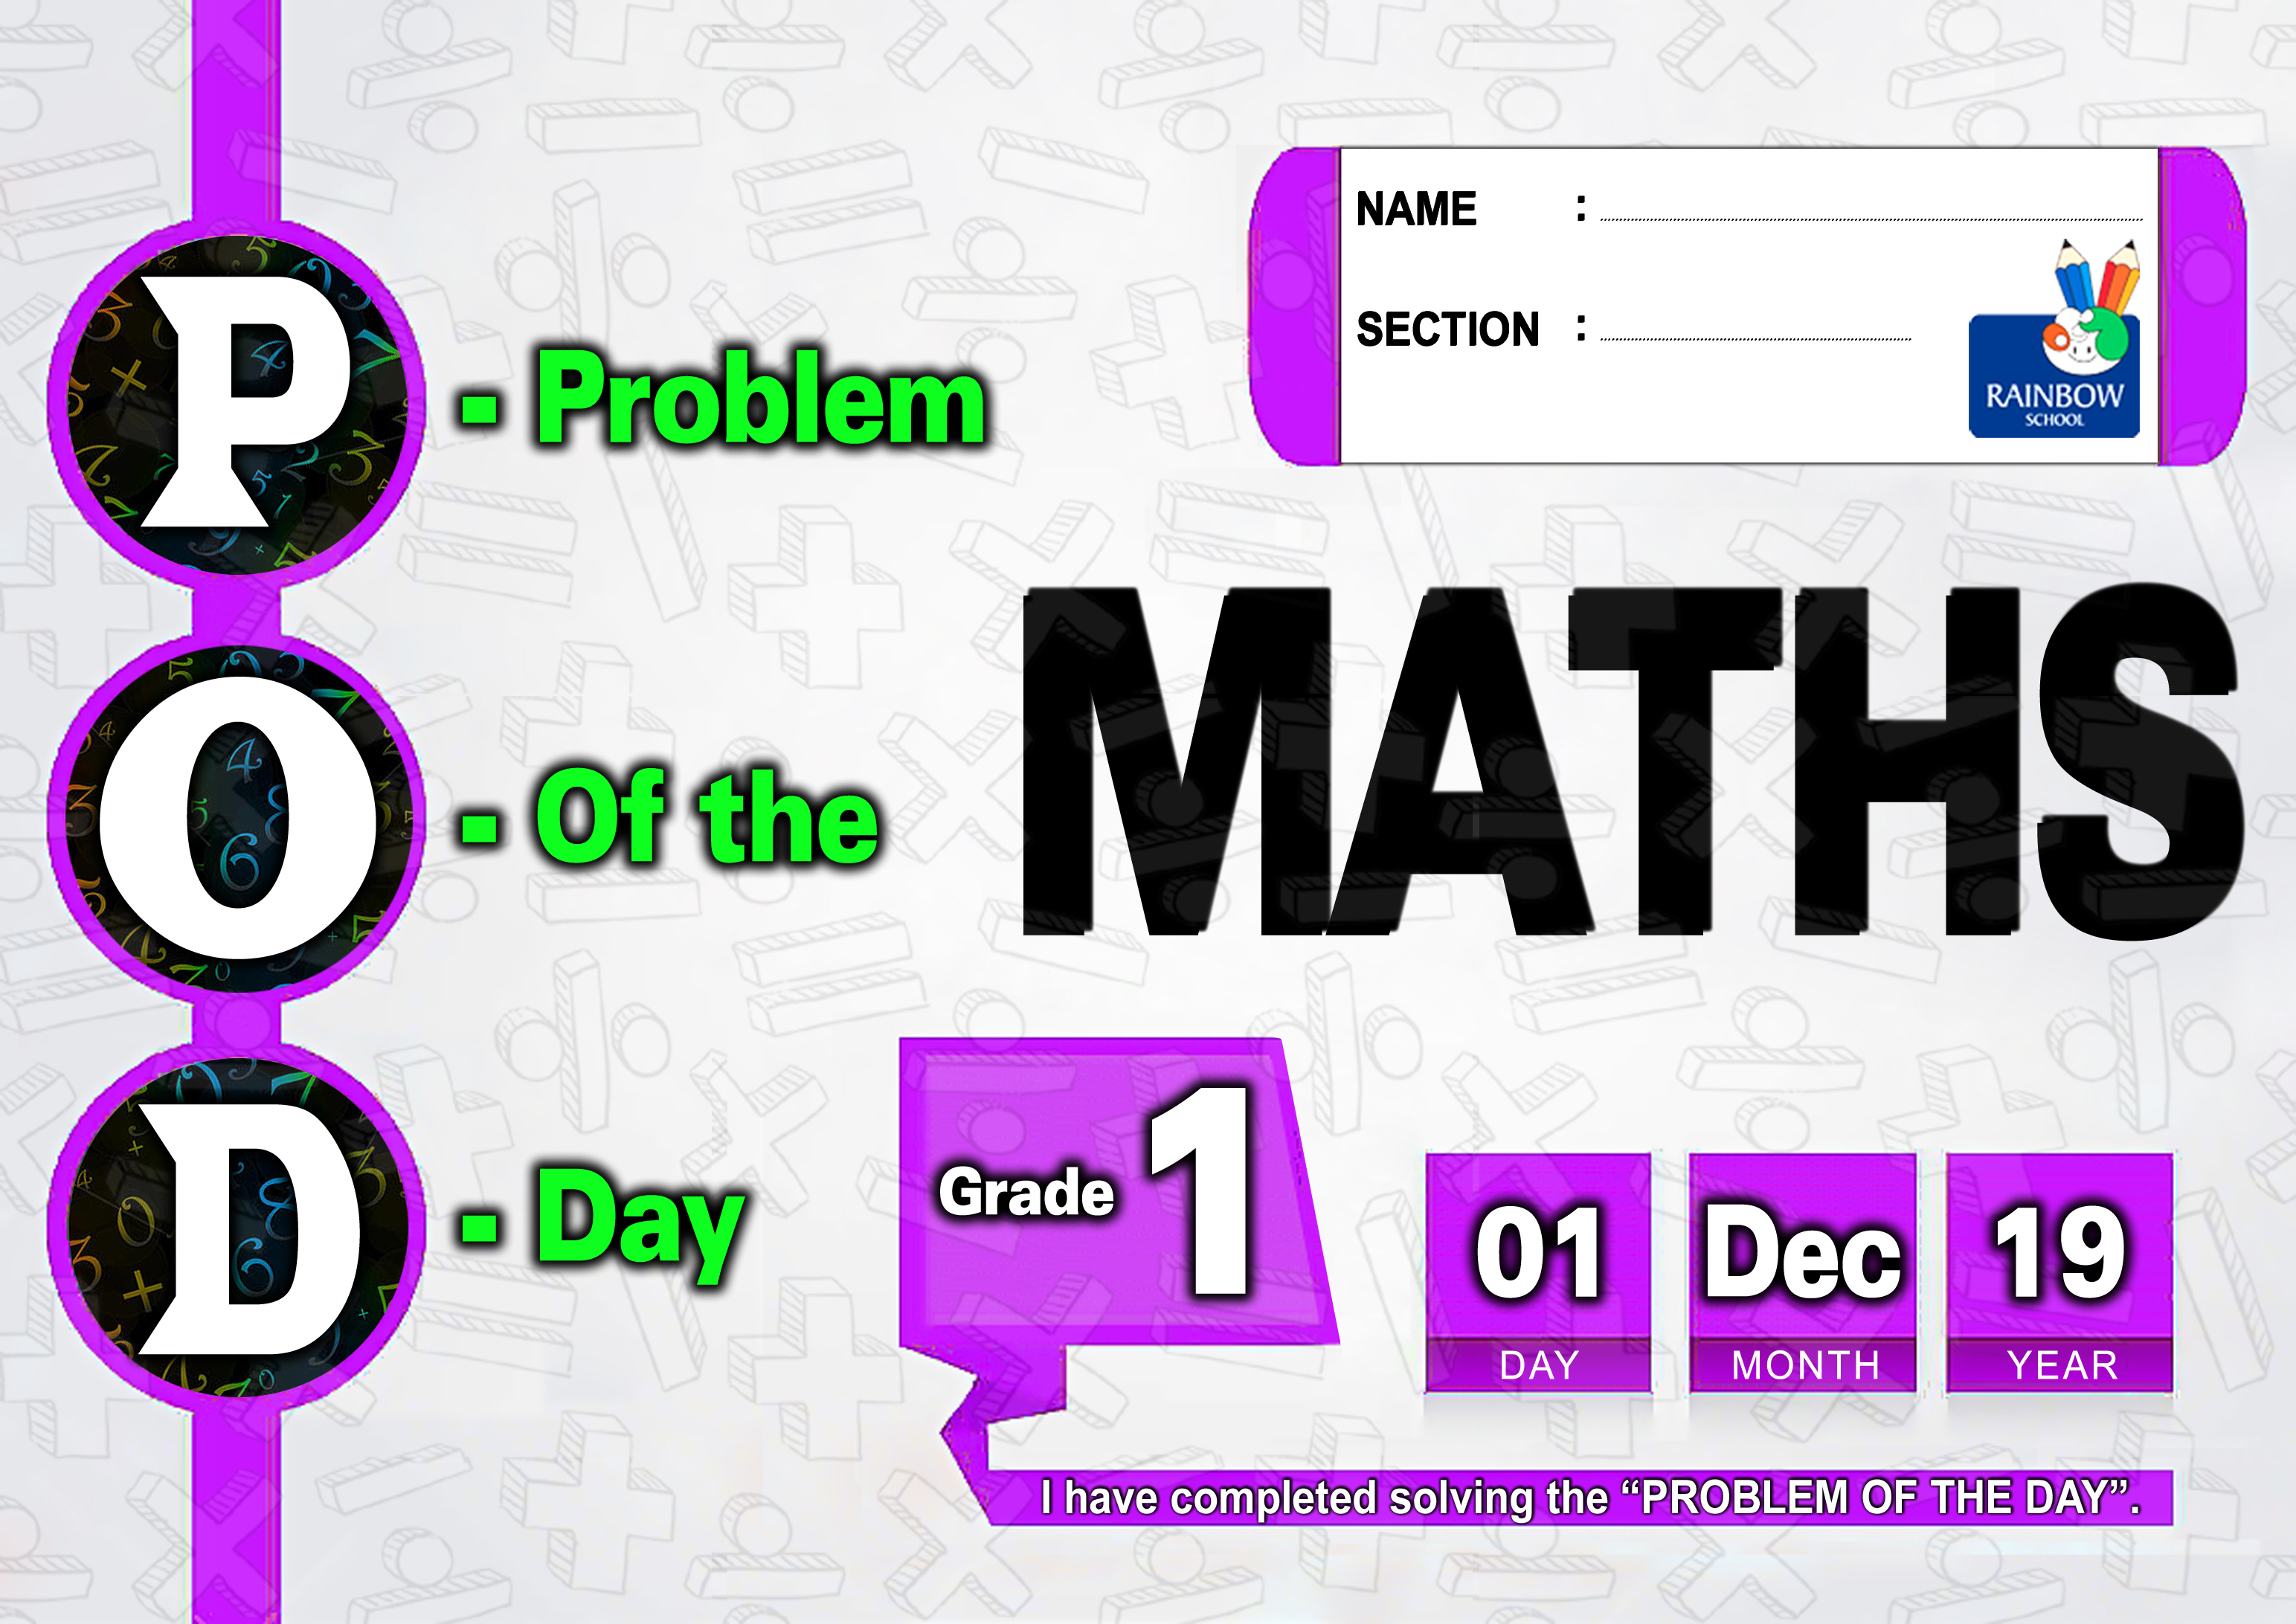 NAME : ..........
SECTION : ..........
RAINBOW
SCHOOL
P - Problem
O - Of the
D - Day
MATHS
Grade 1
01 Dec 19
DAY MONTH YEAR
I have completed solving the “PROBLEM OF THE DAY”.